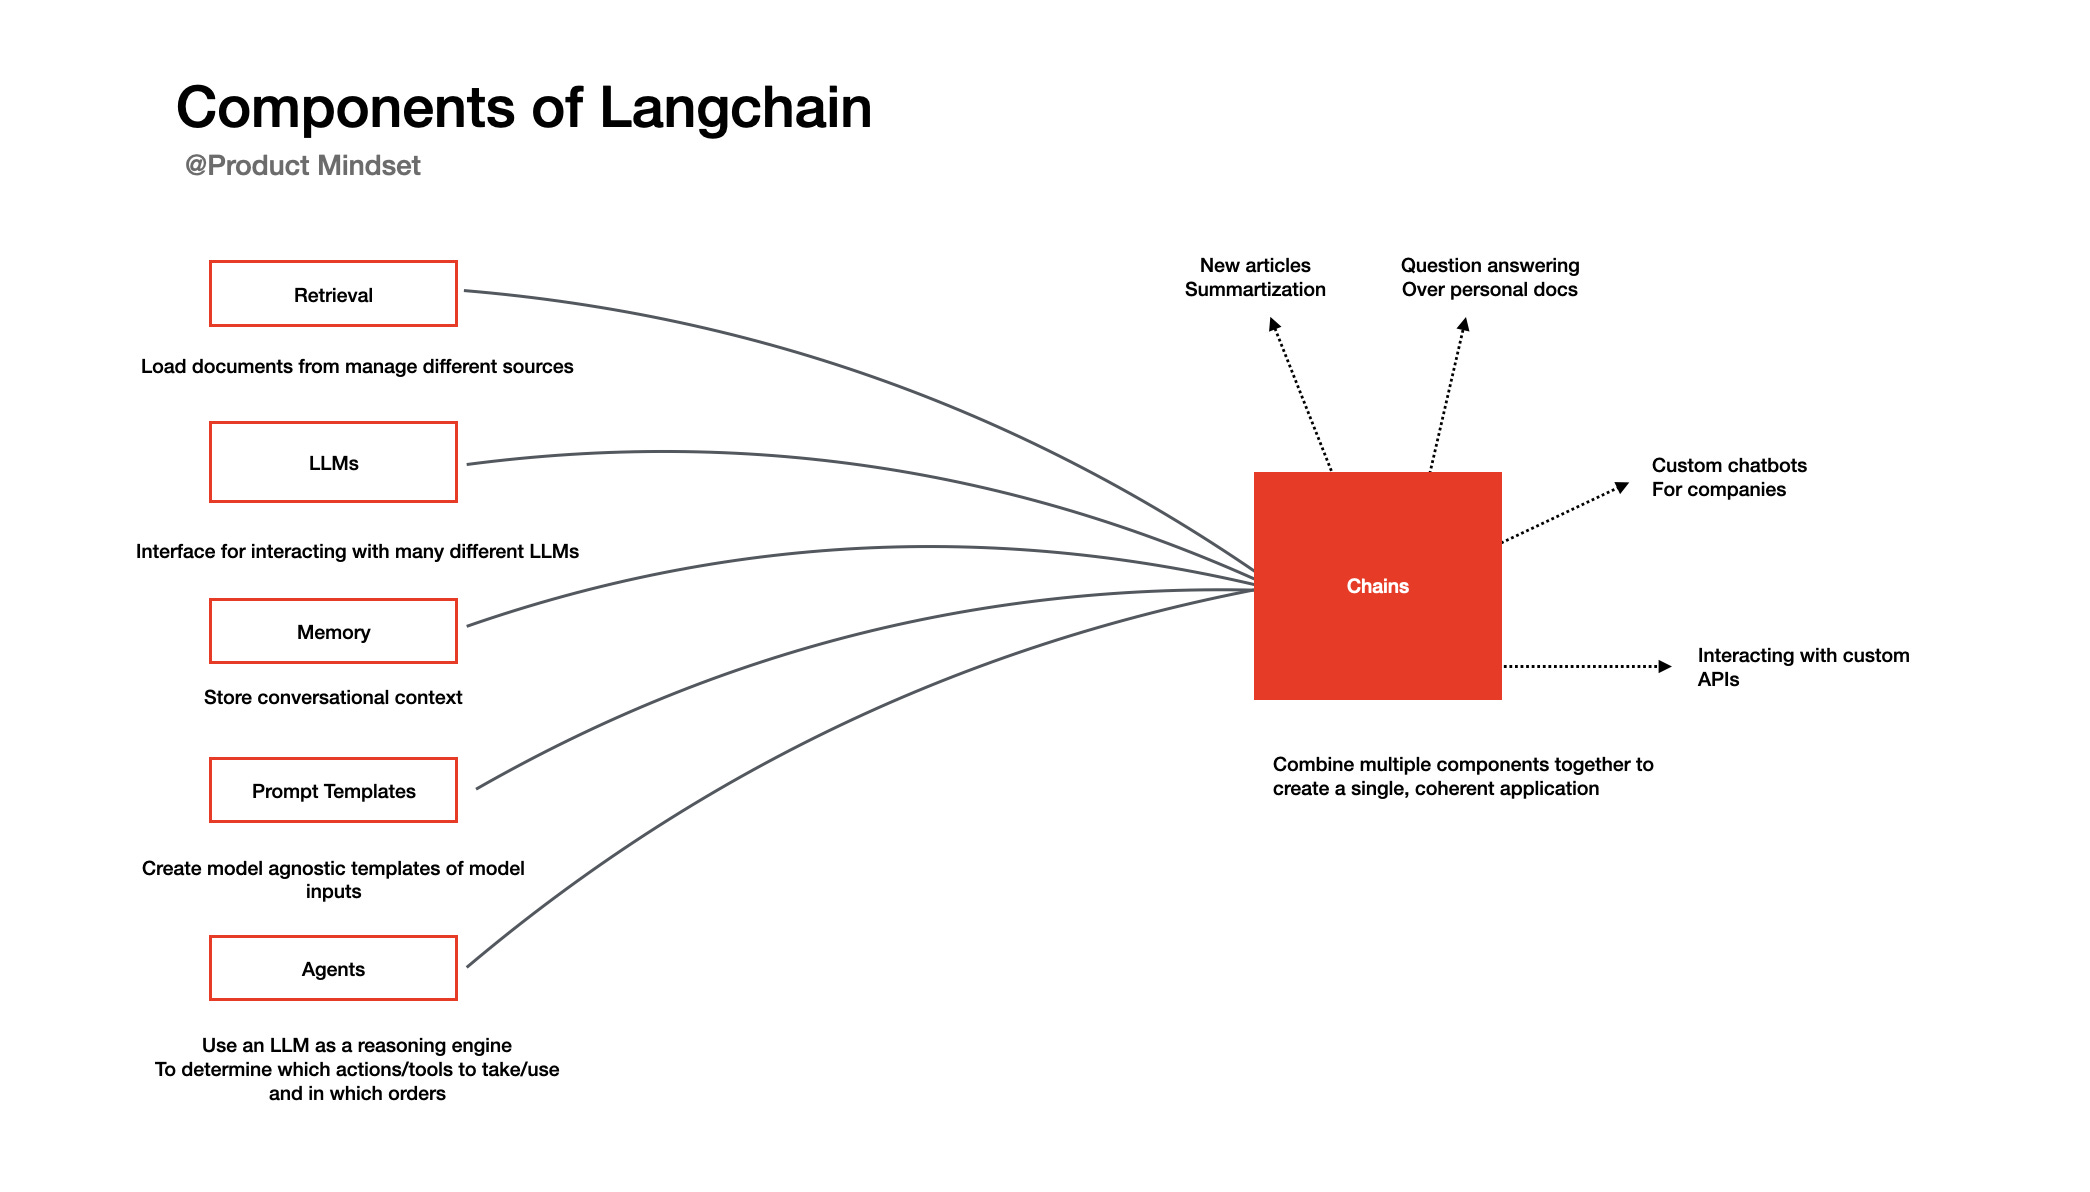 Components of Langchain
@Product Mindset
Retrieval
Load documents from manage different sources
LLMs
Interface for interacting with many different LLMs
Memory
Store conversational context
Prompt Templates
Create model agnostic templates of model
inputs
Agents
Use an LLM as a reasoning engine
To determine which actions/tools to take/use
and in which orders
New articles
Summartization
Question answering
Over personal docs
Custom chatbots
For companies
Chains
Interacting with custom
APIs
Combine multiple components together to
create a single, coherent application